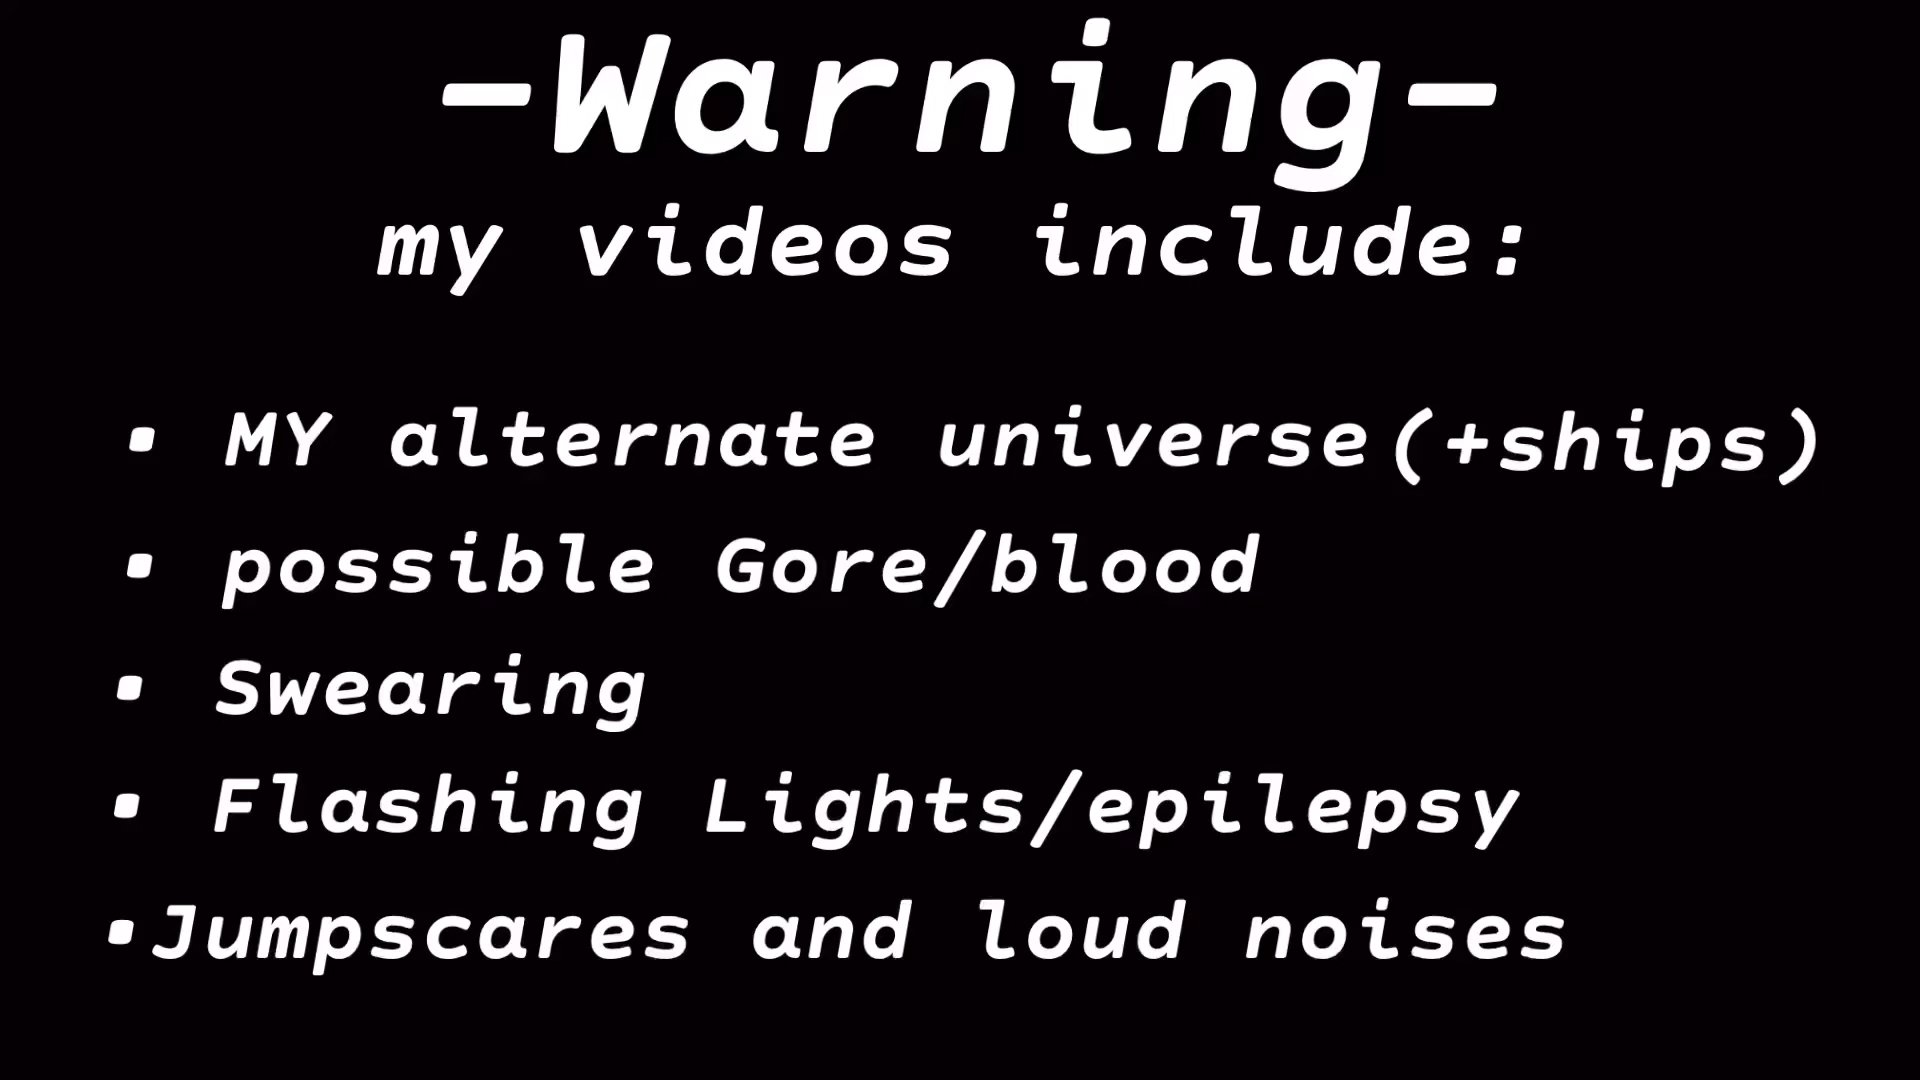 -Warning-
my videos include:
• MY alternate universe(+ships)
• possible Gore/blood
• Swearing
• Flashing Lights/epilepsy
•Jumpscares and loud noises